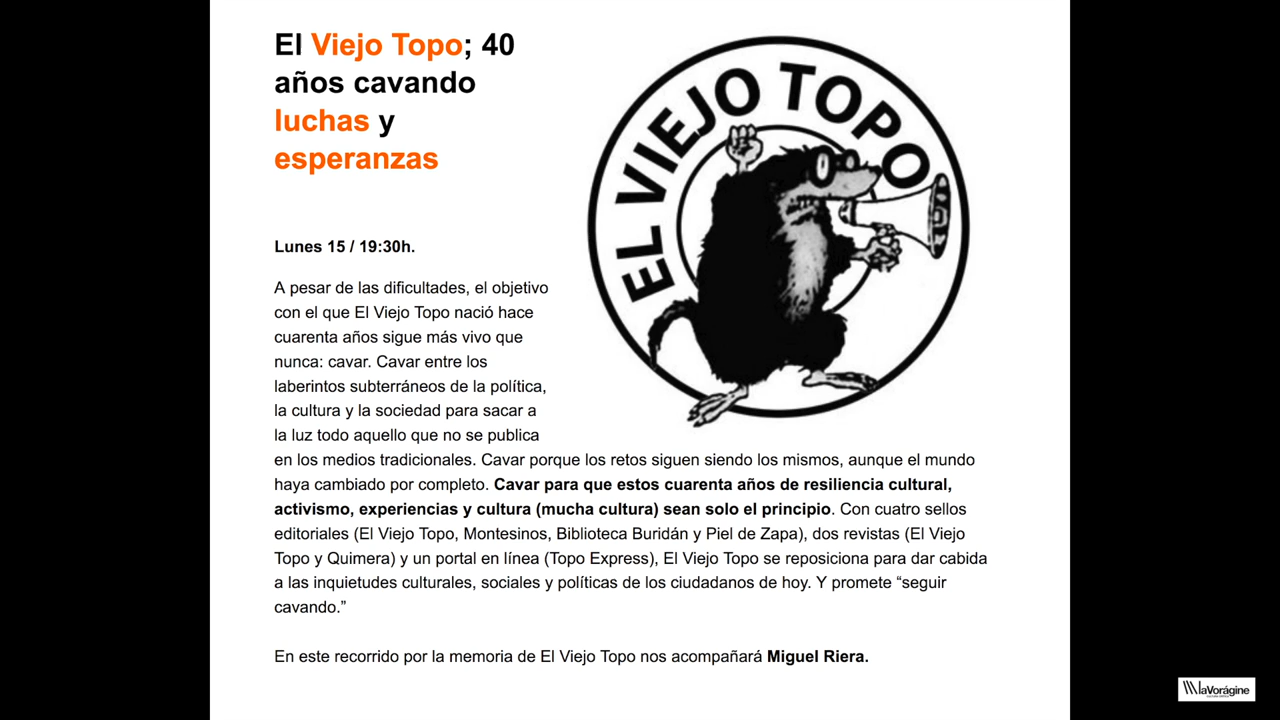 El Viejo Topo; 40
años cavando
luchas y
esperanzas
EL VIEJO TOPO
Lunes 15 / 19:30h.
A pesar de las dificultades, el objetivo
con el que El Viejo Topo nació hace
cuarenta años sigue más vivo que
nunca: cavar. Cavar entre los
laberintos subterráneos de la política,
la cultura y la sociedad para sacar a
la luz todo aquello que no se publica
en los medios tradicionales. Cavar porque los retos siguen siendo los mismos, aunque el mundo
haya cambiado por completo. Cavar para que estos cuarenta años de resiliencia cultural,
activismo, experiencias y cultura (mucha cultura) sean solo el principio. Con cuatro sellos
editoriales (El Viejo Topo, Montesinos, Biblioteca Buridán y Piel de Zapa), dos revistas (El Viejo
Topo y Quimera) y un portal en línea (Topo Express), El Viejo Topo se reposiciona para dar cabida
a las inquietudes culturales, sociales y políticas de los ciudadanos de hoy. Y promete “seguir
cavando.”
En este recorrido por la memoria de El Viejo Topo nos acompañará Miguel Riera.
laVorágine